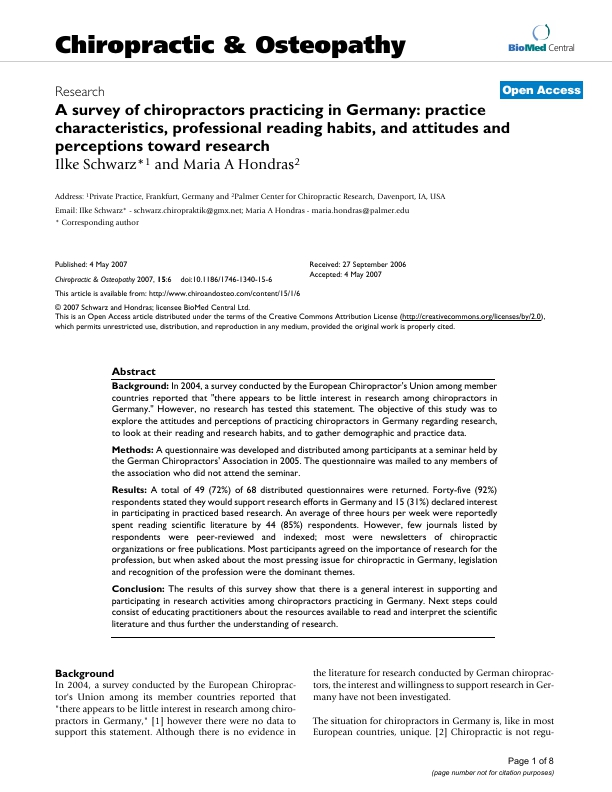 Chiropractic & Osteopathy
BioMed Central
Open Access
Research
A survey of chiropractors practicing in Germany: practice
characteristics, professional reading habits, and attitudes and
perceptions toward research
Ilke Schwarz*1 and Maria A Hondras2
Address: 1Private Practice, Frankfurt, Germany and 2Palmer Center for Chiropractic Research, Davenport, IA, USA
Email: Ilke Schwarz* - schwarz.chiropraktik@gmx.net; Maria A Hondras - maria.hondras@palmer.edu
* Corresponding author
Published: 4 May 2007
Chiropractic & Osteopathy 2007, 15:6 doi:10.1186/1746-1340-15-6
Received: 27 September 2006
Accepted: 4 May 2007
This article is available from: http://www.chiroandosteo.com/content/15/1/6
© 2007 Schwarz and Hondras; licensee BioMed Central Ltd.
This is an Open Access article distributed under the terms of the Creative Commons Attribution License (http://creativecommons.org/licenses/by/2.0),
which permits unrestricted use, distribution, and reproduction in any medium, provided the original work is properly cited.
Abstract
Background: In 2004, a survey conducted by the European Chiropractor's Union among member
countries reported that "there appears to be little interest in research among chiropractors in
Germany." However, no research has tested this statement. The objective of this study was to
explore the attitudes and perceptions of practicing chiropractors in Germany regarding research,
to look at their reading and research habits, and to gather demographic and practice data.
Methods: A questionnaire was developed and distributed among participants at a seminar held by
the German Chiropractors' Association in 2005. The questionnaire was mailed to any members of
the association who did not attend the seminar.
Results: A total of 49 (72%) of 68 distributed questionnaires were returned. Forty-five (92%)
respondents stated they would support research efforts in Germany and 15 (31%) declared interest
in participating in practiced based research. An average of three hours per week were reportedly
spent reading scientific literature by 44 (85%) respondents. However, few journals listed by
respondents were peer-reviewed and indexed; most were newsletters of chiropractic
organizations or free publications. Most participants agreed on the importance of research for the
profession, but when asked about the most pressing issue for chiropractic in Germany, legislation
and recognition of the profession were the dominant themes.
Conclusion: The results of this survey show that there is a general interest in supporting and
participating in research activities among chiropractors practicing in Germany. Next steps could
consist of educating practitioners about the resources available to read and interpret the scientific
literature and thus further the understanding of research.
Background
In 2004, a survey conducted by the European Chiroprac-
tor's Union among its member countries reported that
"there appears to be little interest in research among chiro-
practors in Germany," [1] however there were no data to
support this statement. Although there is no evidence in
the literature for research conducted by German chiroprac-
tors, the interest and willingness to support research in Ger-
many have not been investigated.
The situation for chiropractors in Germany is, like in most
European countries, unique. [2] Chiropractic is not regu-
Page 1 of 8
(page number not for citation purposes)